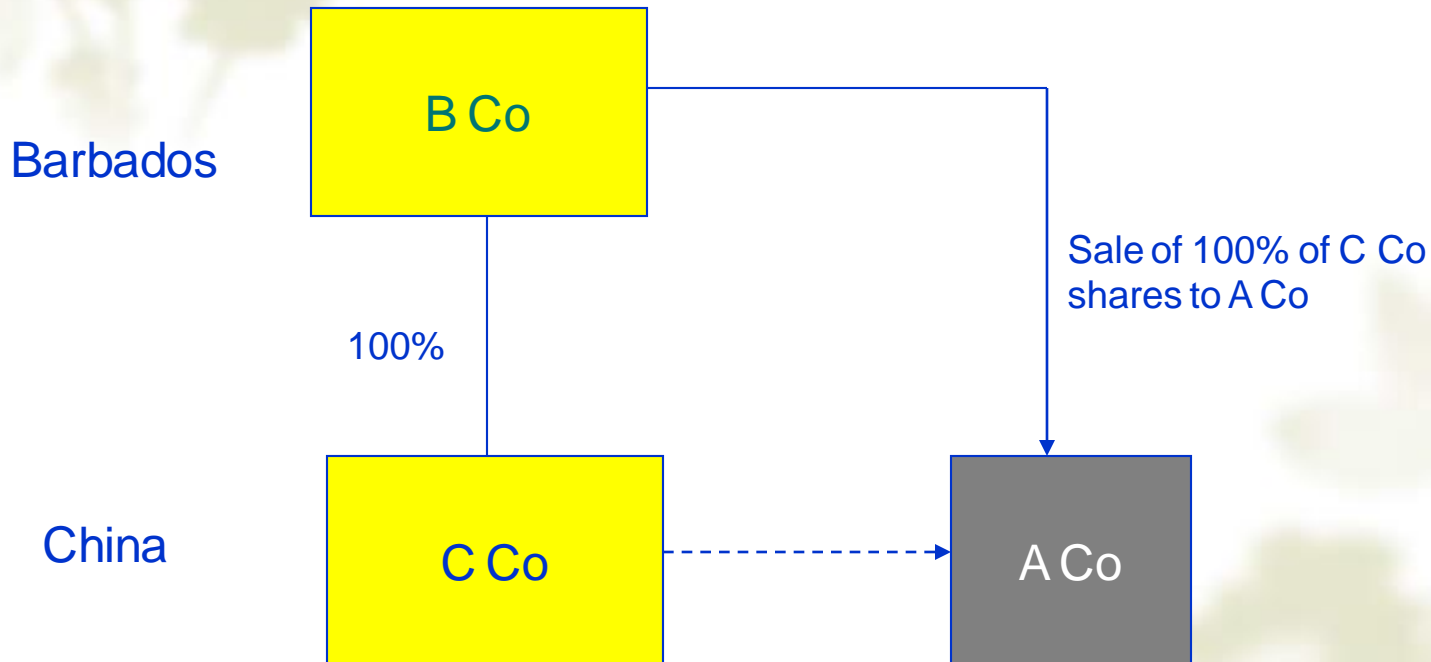 B Co
Barbados
Sale of 100% of C Co
shares to A Co
100%
China
C Co
A Co